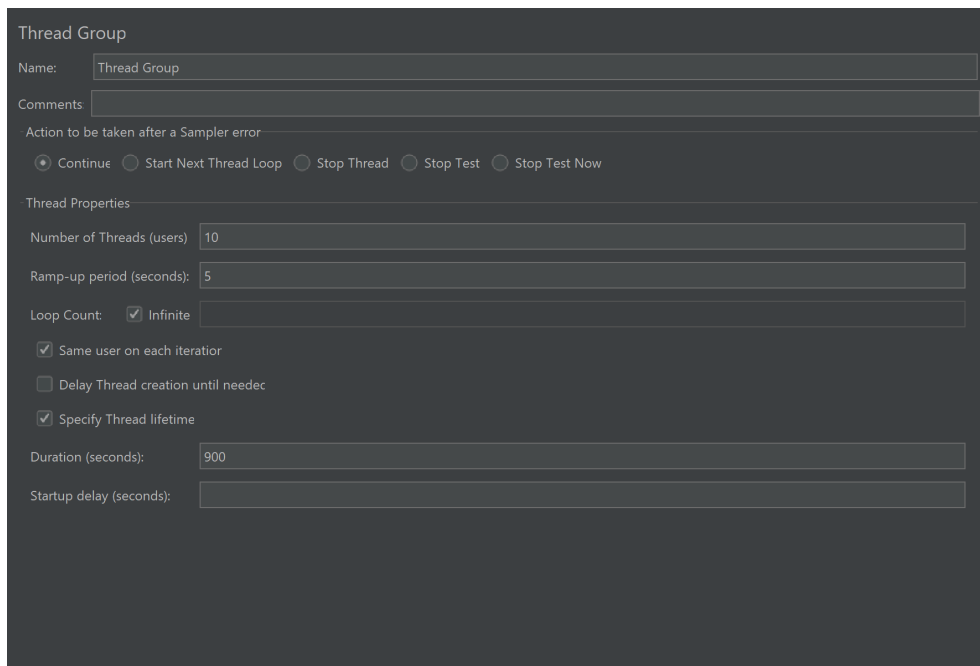 Thread Group
Name: Thread Group
Comments
Action to be taken after a Sampler error
Continue Start Next Thread Loop Stop Thread Stop Test Stop Test Now
Thread Properties
Number of Threads (users) 10
Ramp-up period (seconds): 5
Loop Count: Infinite
Same user on each iteratior
Delay Thread creation until needec
Specify Thread lifetime
Duration (seconds): 900
Startup delay (seconds):